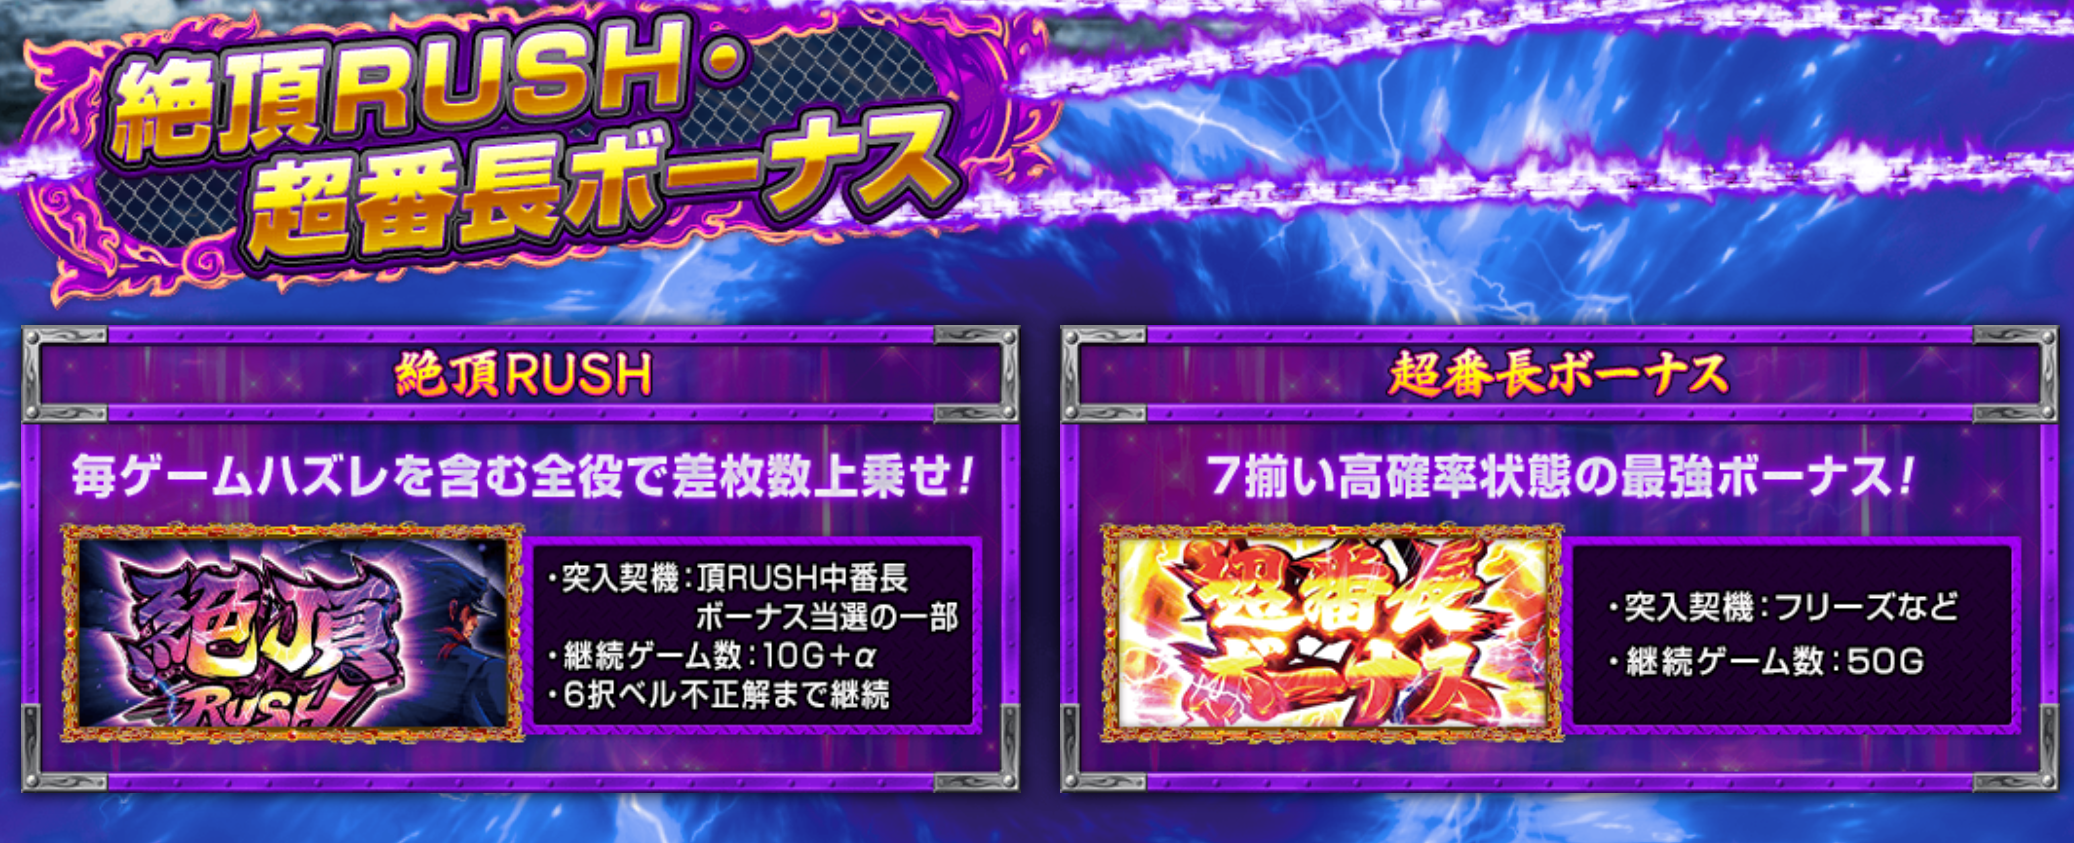 絶頂RUSH・
超番長ボーナス
絶頂RUSH
毎ゲームハズレを含む全役で差枚数上乗せ!
絶頂
RUSH
・突入契機:頂RUSH中番長
ボーナス当選の一部
・継続ゲーム数:10G+α
・6択ベル不正解まで継続
超番長ボーナス
7揃い高確率状態の最強ボーナス!
超番長
ボーナス
・突入契機:フリーズなど
・継続ゲーム数:50G